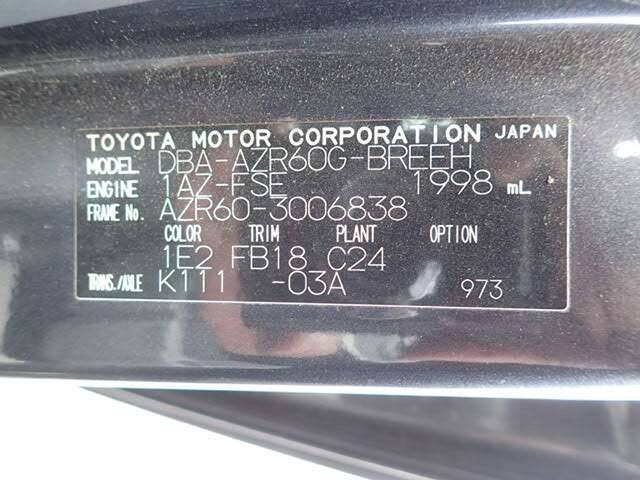 TOYOTA MOTOR CORPORATION JAPAN
MODEL DBA-AZR60G-BREEH
ENGINE 1AZ-FSE 1998 mL
FRAME No. AZR60-3006838
COLOR TRIM PLANT OPTION
1E2 FB18 C24
TRANS./AXLE K111 -03A 973